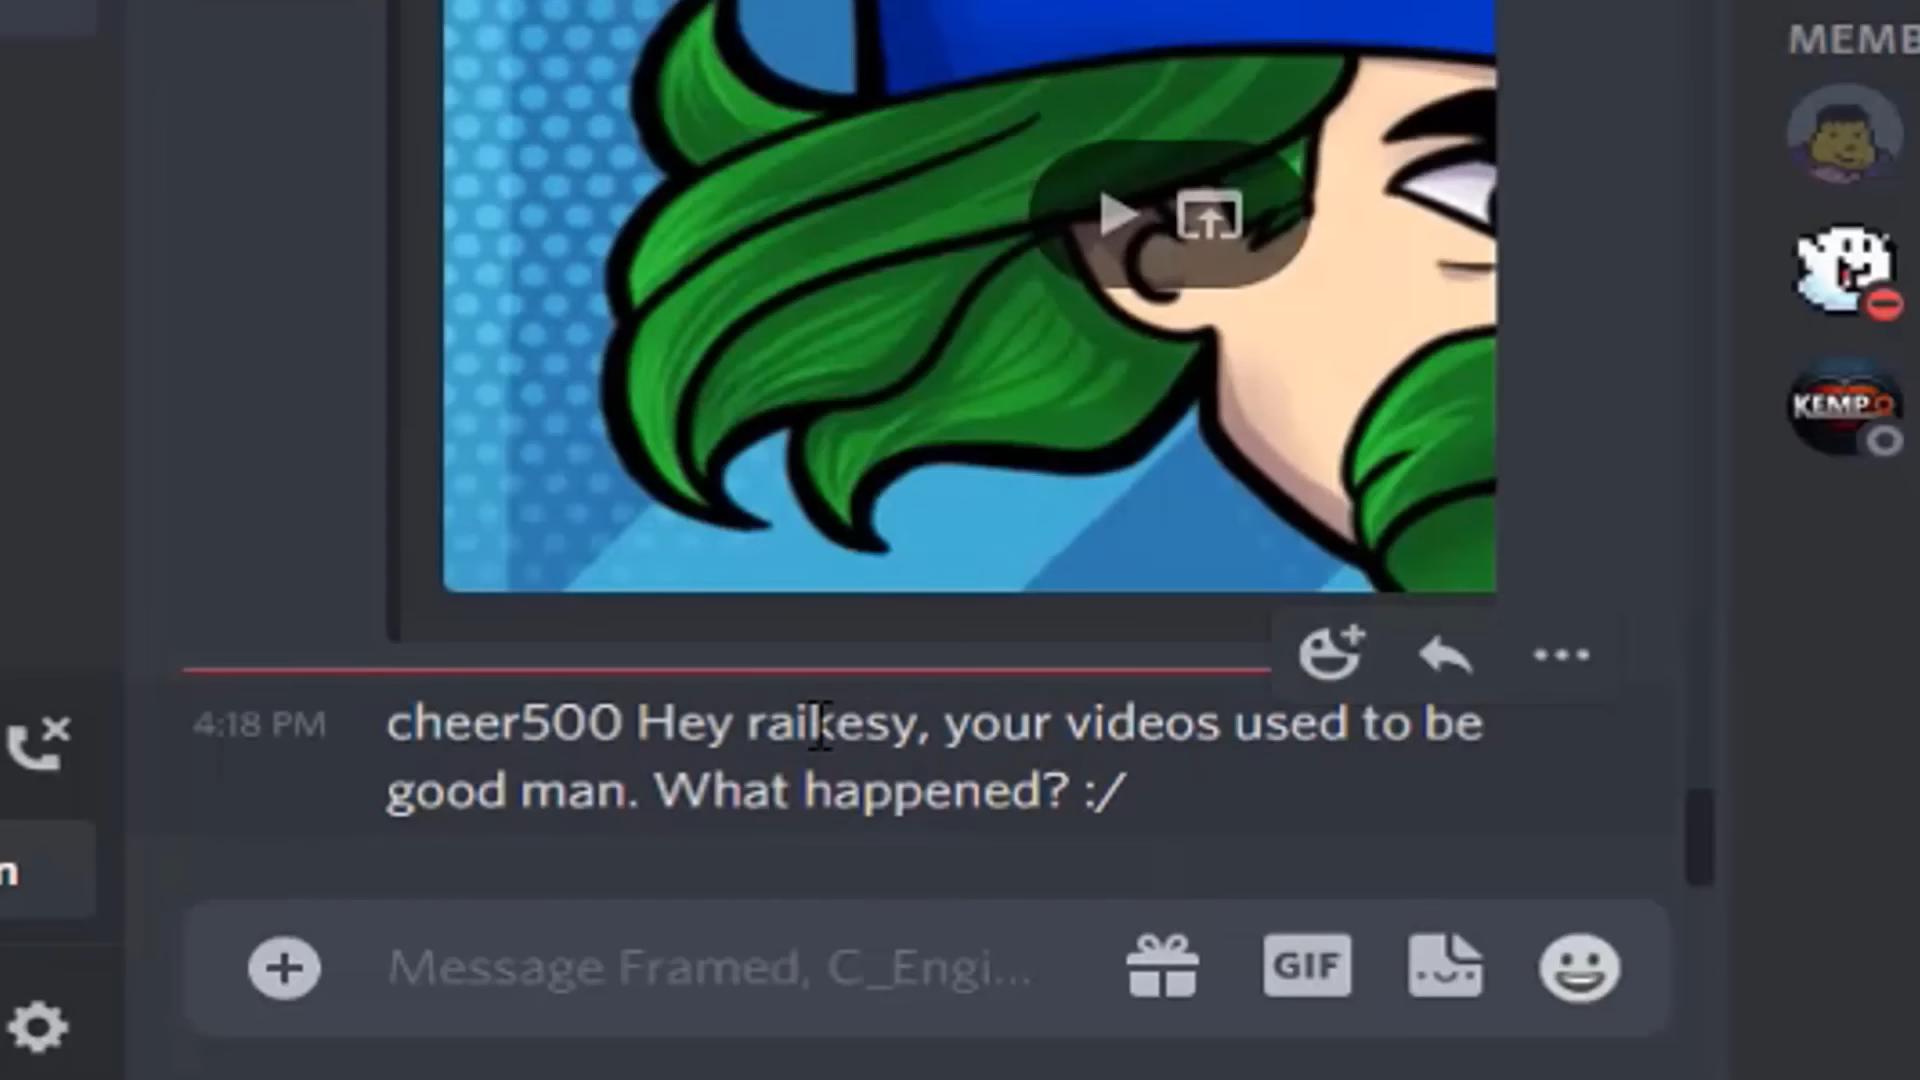 MEMB
KEMPO
4:18 PM cheer500 Hey raikesy, your videos used to be
good man. What happened? :/
n
Message Framed, C_Engi...
GIF